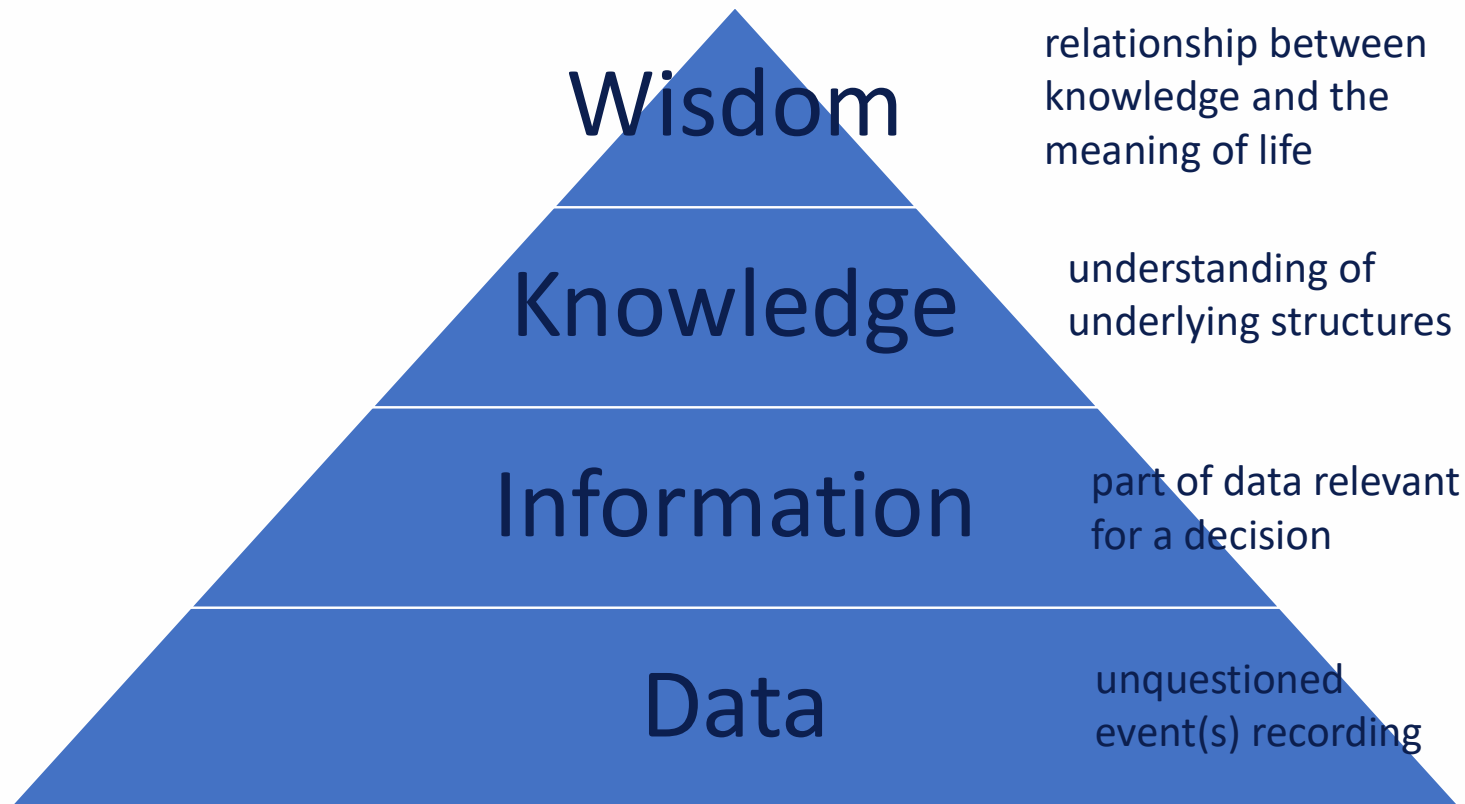 Wisdom
relationship between
knowledge and the
meaning of life
Knowledge
understanding of
underlying structures
Information
part of data relevant
for a decision
Data
unquestioned
event(s) recording